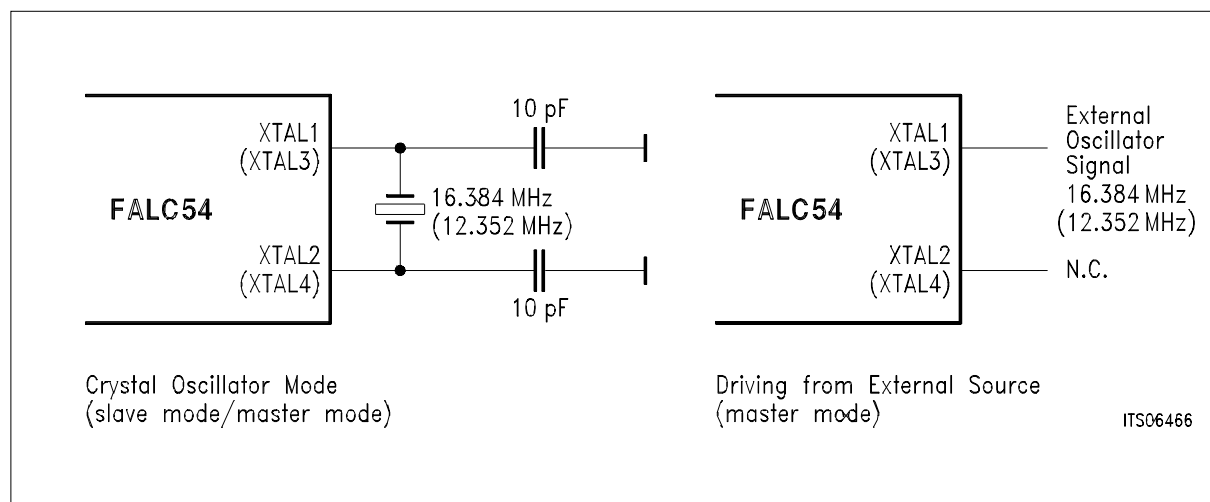 10 pF
XTAL1
(XTAL3)
FALC54
16.384 MHz
(12.352 MHz)
XTAL2
(XTAL4)
10 pF
Crystal Oscillator Mode
(slave mode/master mode)
XTAL1
(XTAL3)
External
Oscillator
Signal
16.384 MHz
(12.352 MHz)
FALC54
XTAL2
(XTAL4)
N.C.
Driving from External Source
(master mode)
ITS06466